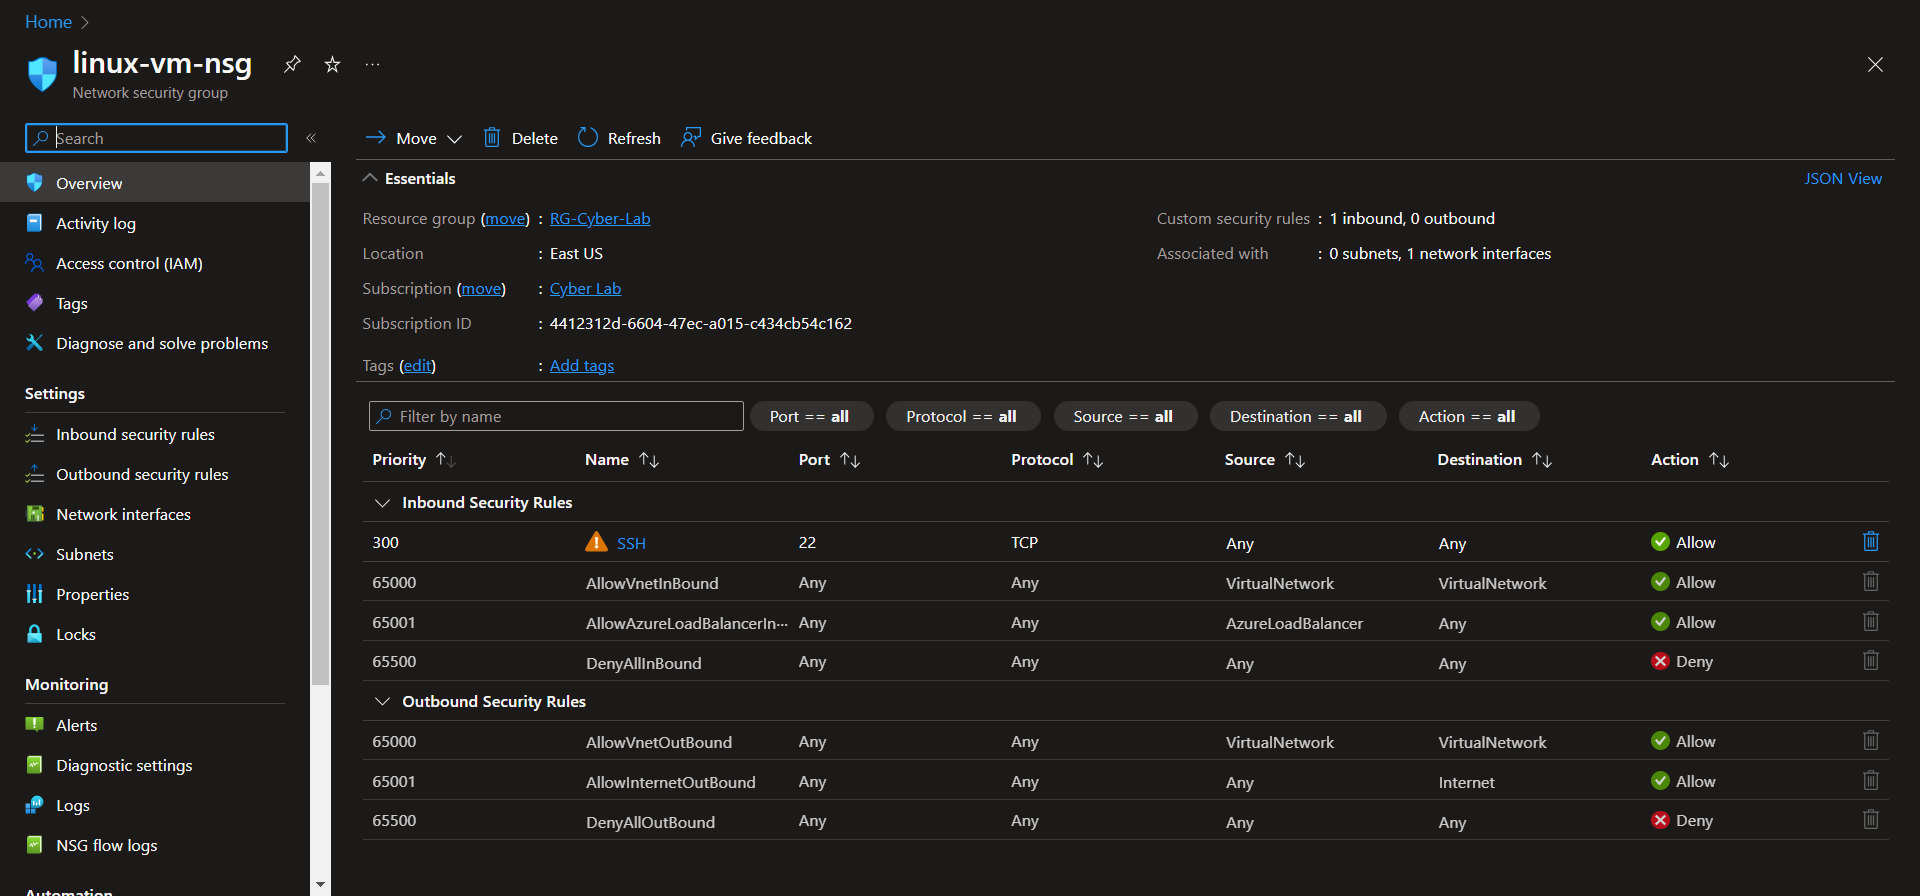 Home
linux-vm-nsg
Network security group
Search
Move Delete Refresh Give feedback
Overview
Activity log
Access control (IAM)
Tags
Diagnose and solve problems
Settings
Inbound security rules
Outbound security rules
Network interfaces
Subnets
Properties
Locks
Monitoring
Alerts
Diagnostic settings
Logs
NSG flow logs
Automation
Essentials JSON View
Resource group (move) : RG-Cyber-Lab Custom security rules : 1 inbound, 0 outbound
Location : East US Associated with : 0 subnets, 1 network interfaces
Subscription (move) : Cyber Lab
Subscription ID : 4412312d-6604-47ec-a015-c434cb54c162
Tags (edit) : Add tags
Filter by name Port == all Protocol == all Source == all Destination == all Action == all
Priority Name Port Protocol Source Destination Action
Inbound Security Rules
300 SSH 22 TCP Any Any Allow
65000 AllowVnetInBound Any Any VirtualNetwork VirtualNetwork Allow
65001 AllowAzureLoadBalancerIn··· Any Any AzureLoadBalancer Any Allow
65500 DenyAllInBound Any Any Any Any Deny
Outbound Security Rules
65000 AllowVnetOutBound Any Any VirtualNetwork VirtualNetwork Allow
65001 AllowInternetOutBound Any Any Any Internet Allow
65500 DenyAllOutBound Any Any Any Any Deny